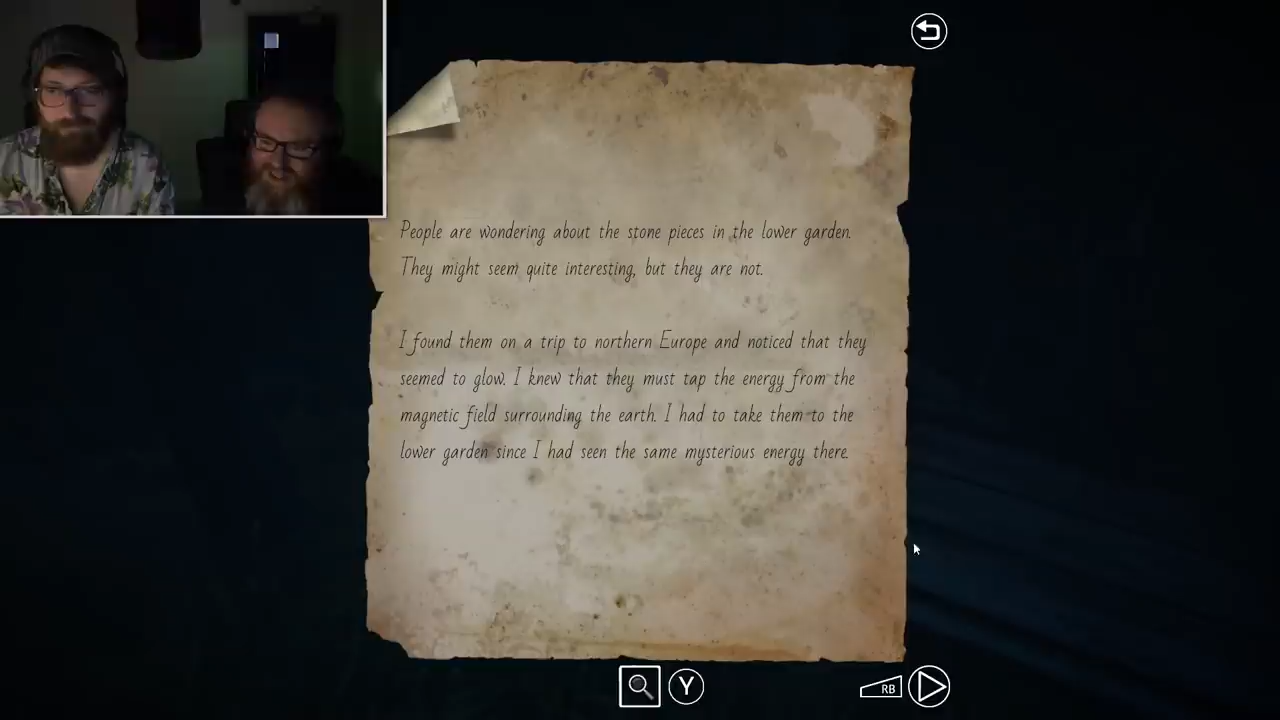 People are wondering about the stone pieces in the lower garden.
They might seem quite interesting, but they are not.
I found them on a trip to northern Europe and noticed that they
seemed to glow. I knew that they must tap the energy from the
magnetic field surrounding the earth. I had to take them to the
lower garden since I had seen the same mysterious energy there.
Y
RB